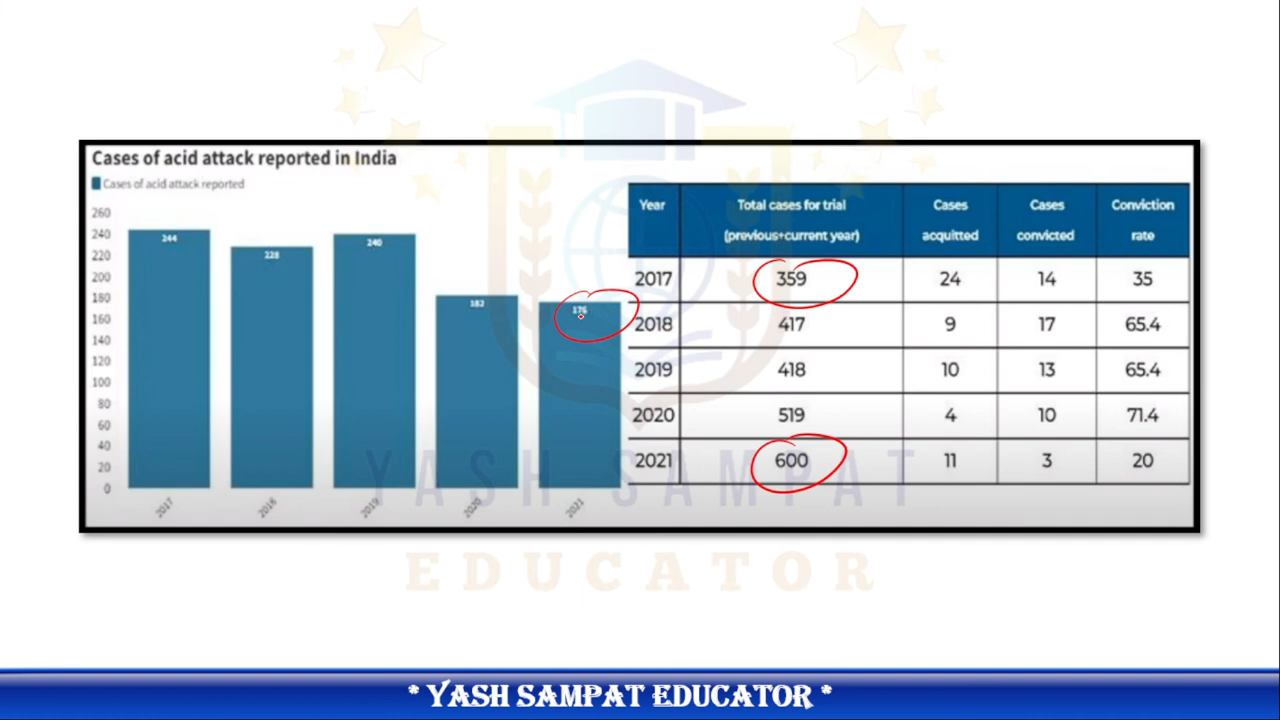 Cases of acid attack reported in India
Cases of acid attack reported
260
240
220
200
180
160
140
120
100
80
60
40
20
0
244
228
240
182
176
2017
2018
2019
2020
2021
Year Total cases for trial (previous+current year) Cases acquitted Cases convicted Conviction rate
2017 359 24 14 35
2018 417 9 17 65.4
2019 418 10 13 65.4
2020 519 4 10 71.4
2021 600 11 3 20
YASH SAMPAT
EDUCATOR
* YASH SAMPAT EDUCATOR *